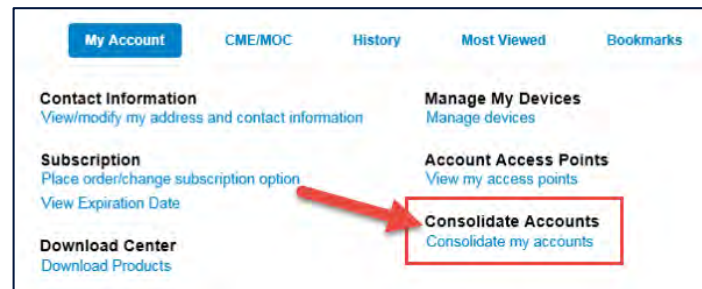 My Account CME/MOC History Most Viewed Bookmarks
Contact Information
View/modify my address and contact information
Subscription
Place order/change subscription option
View Expiration Date
Download Center
Download Products
Manage My Devices
Manage devices
Account Access Points
View my access points
Consolidate Accounts
Consolidate my accounts